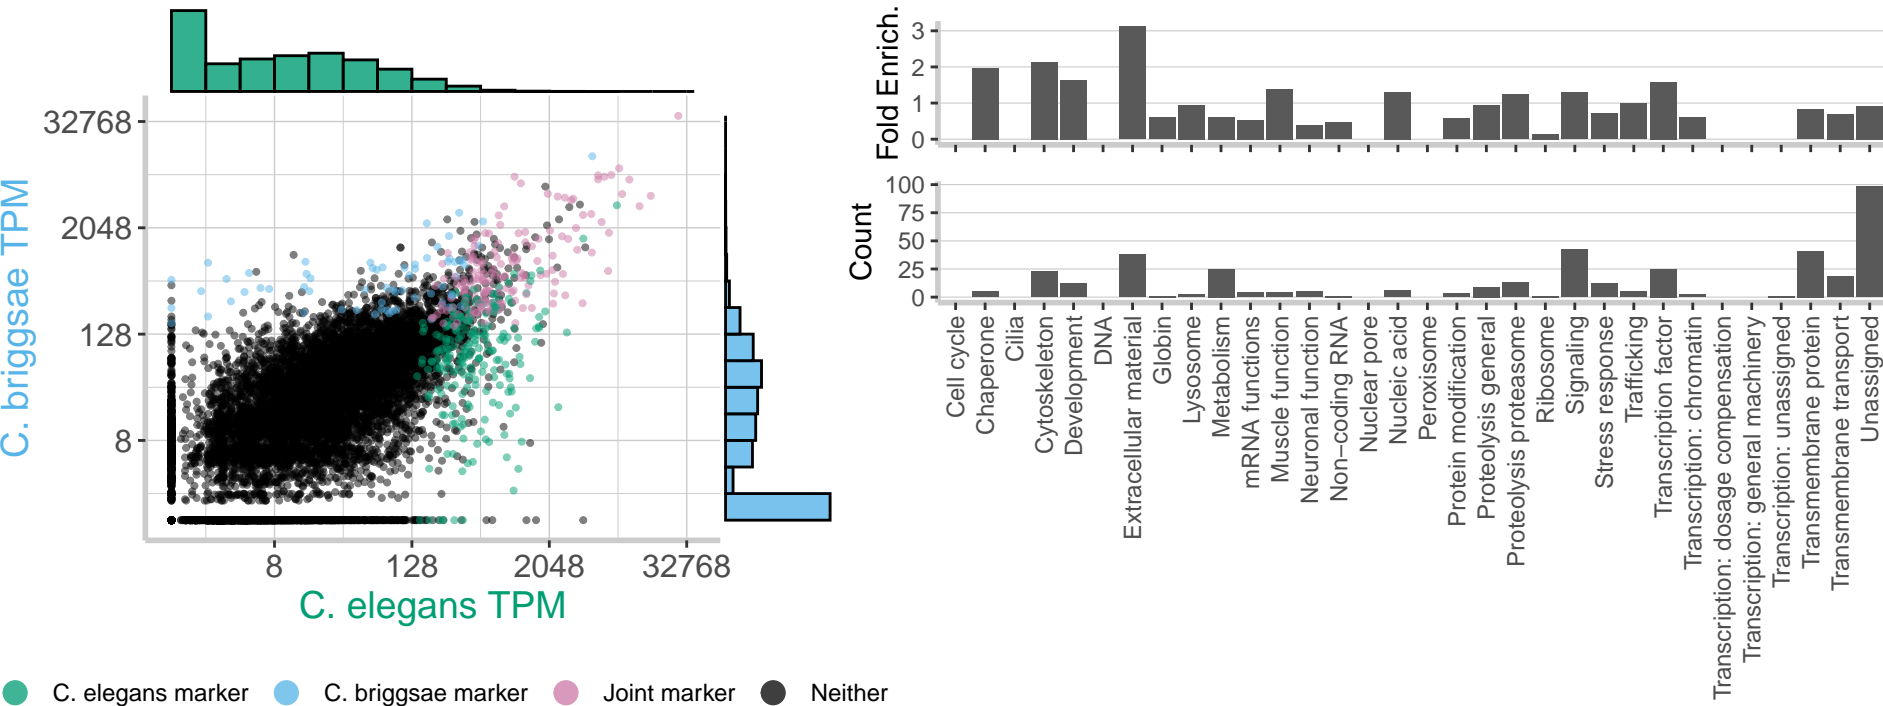 32768
2048
128
8
C. briggsae TPM
8
128
2048
32768
C. elegans TPM
C. elegans marker
C. briggsae marker
Joint marker
Neither
Fold Enrich.
3
2
1
0
Count
100
75
50
25
0
Cell cycle
Chaperone
Cilia
Cytoskeleton
Development
DNA
Extracellular material
Globin
Lysosome
Metabolism
mRNA functions
Muscle function
Neuronal function
Non−coding RNA
Nuclear pore
Nucleic acid
Peroxisome
Protein modification
Proteolysis general
Proteolysis proteasome
Ribosome
Signaling
Stress response
Trafficking
Transcription factor
Transcription: chromatin
Transcription: dosage compensation
Transcription: general machinery
Transcription: unassigned
Transmembrane protein
Transmembrane transport
Unassigned